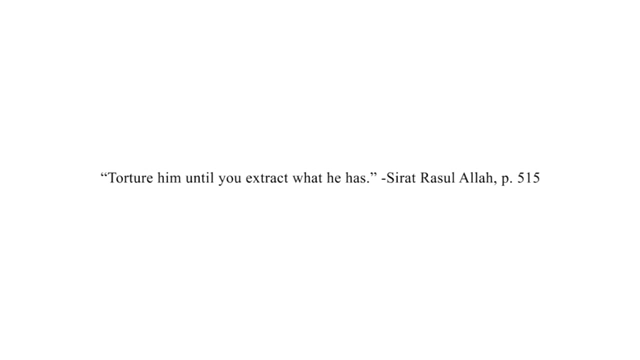 “Torture him until you extract what he has.” -Sirat Rasul Allah, p. 515